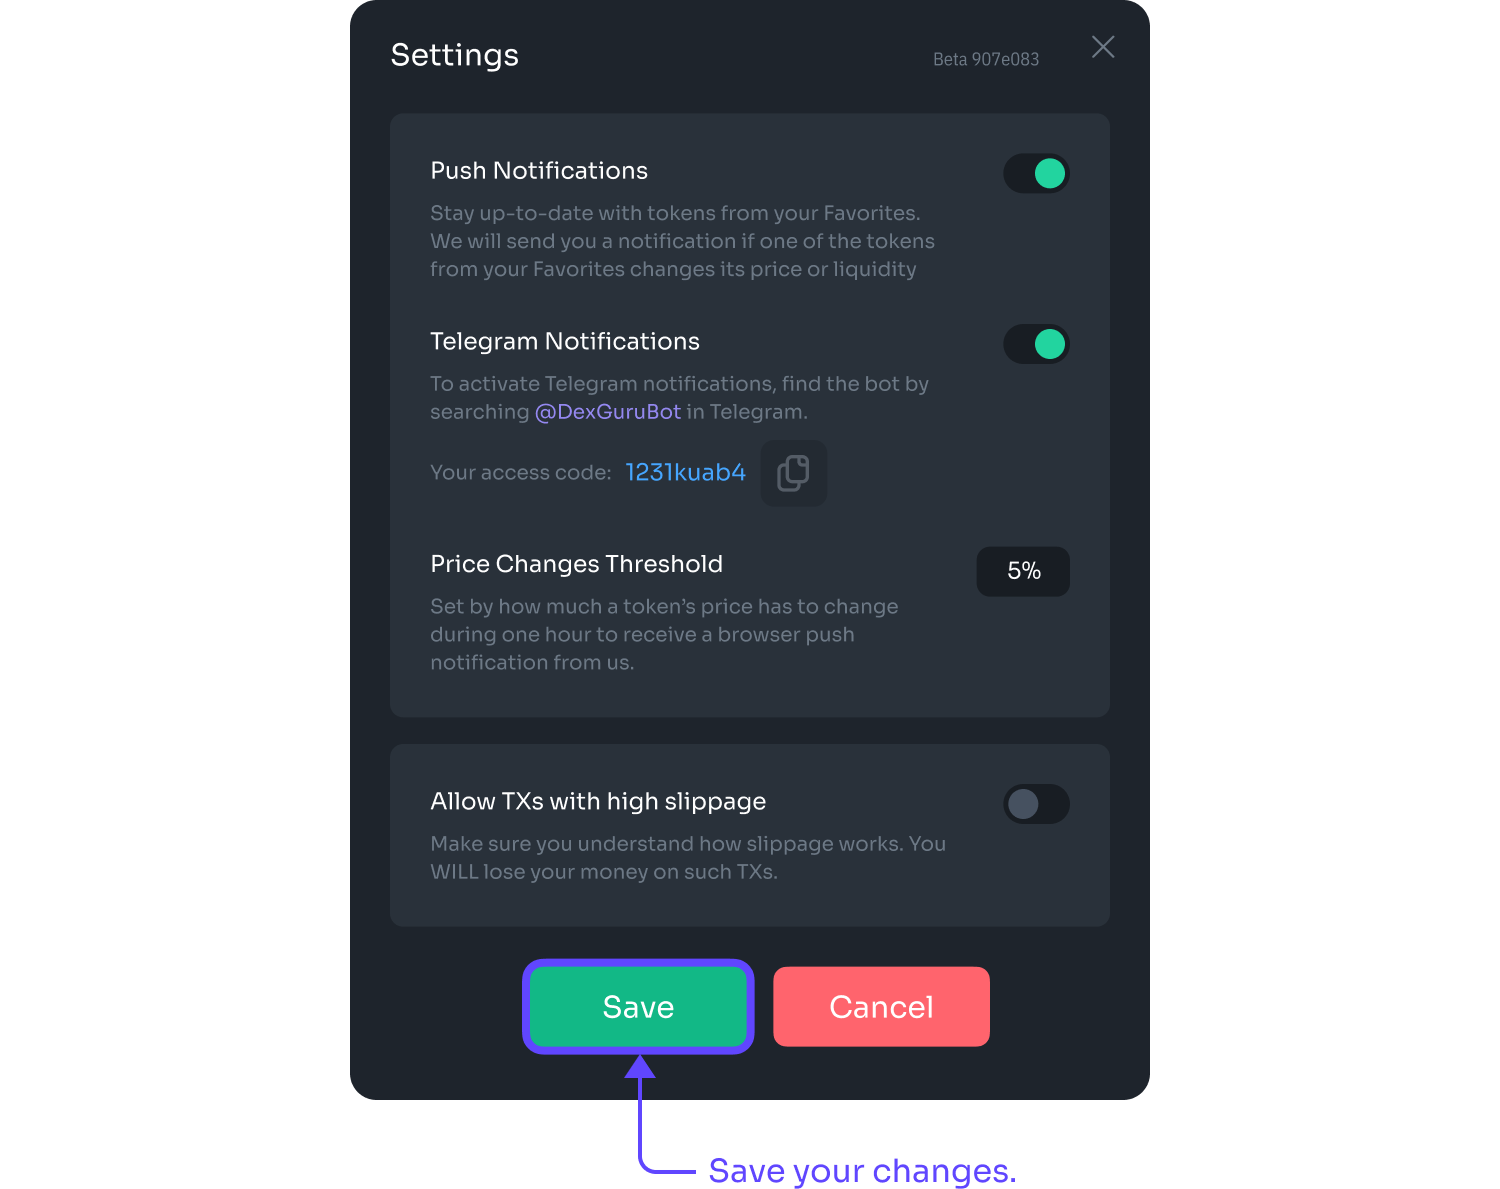 Settings
Beta 907e083
Push Notifications
Stay up-to-date with tokens from your Favorites.
We will send you a notification if one of the tokens
from your Favorites changes its price or liquidity
Telegram Notifications
To activate Telegram notifications, find the bot by
searching @DexGuruBot in Telegram.
Your access code: 1231kuab4
Price Changes Threshold
5%
Set by how much a token’s price has to change
during one hour to receive a browser push
notification from us.
Allow TXs with high slippage
Make sure you understand how slippage works. You
WILL lose your money on such TXs.
Save
Cancel
Save your changes.